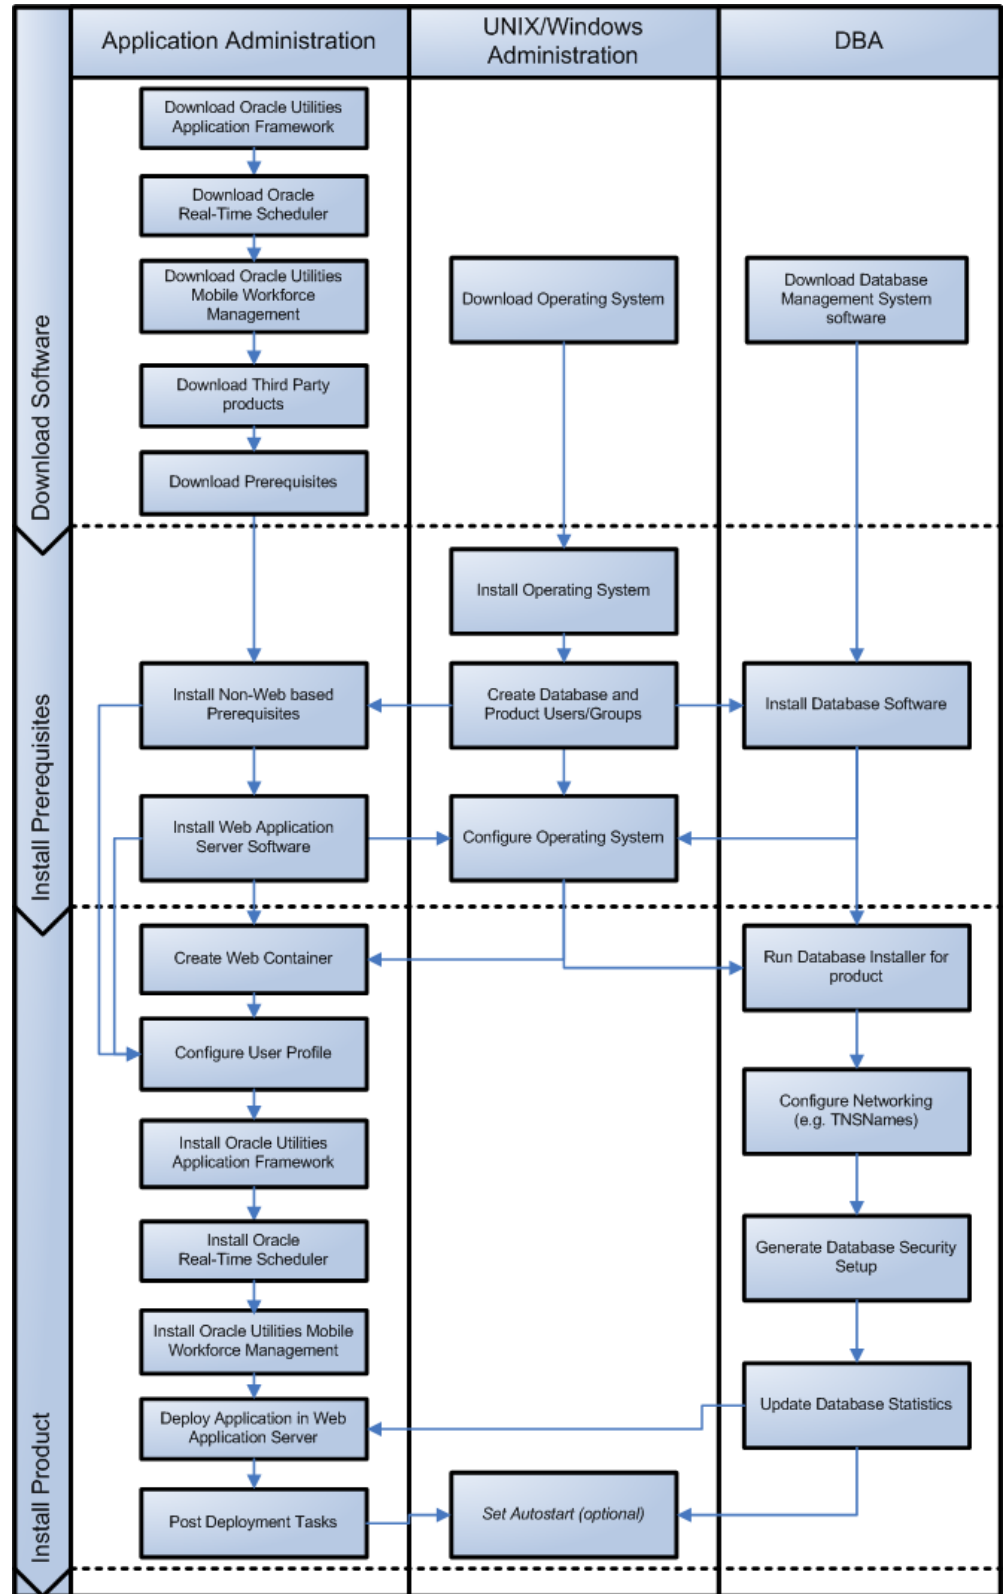 Application Administration
UNIX/Windows
Administration
DBA
Download Software
Download Oracle Utilities
Application Framework
Download Oracle
Real-Time Scheduler
Download Oracle Utilities
Mobile Workforce
Management
Download Third Party
products
Download Prerequisites
Download Operating System
Download Database
Management System
software
Install Prerequisites
Install Operating System
Install Non-Web based
Prerequisites
Create Database and
Product Users/Groups
Install Database Software
Install Web Application
Server Software
Configure Operating System
Install Product
Create Web Container
Run Database Installer for
product
Configure User Profile
Configure Networking
(e.g. TNSNames)
Install Oracle Utilities
Application Framework
Install Oracle
Real-Time Scheduler
Generate Database Security
Setup
Install Oracle Utilities Mobile
Workforce Management
Deploy Application in Web
Application Server
Update Database Statistics
Post Deployment Tasks
Set Autostart (optional)